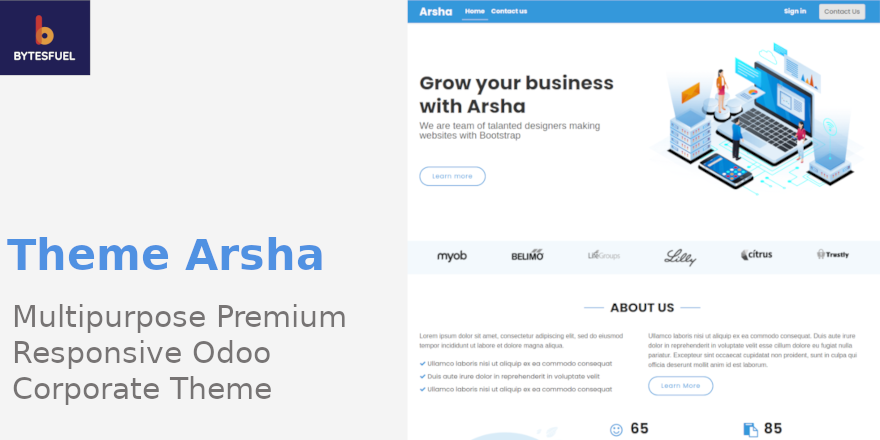 BYTESFUEL
Theme Arsha
Multipurpose Premium
Responsive Odoo
Corporate Theme
Arsha Home Contact us Sign in Contact Us
Grow your business
with Arsha
We are team of talanted designers making
websites with Bootstrap
Learn more
myob BELIMO LifeGroups Lilly citrus Trustly
ABOUT US
Lorem ipsum dolor sit amet, consectetur adipiscing elit, sed do eiusmod
tempor incididunt ut labore et dolore magna aliqua.
Ullamco laboris nisi ut aliquip ex ea commodo consequat
Duis aute irure dolor in reprehenderit in voluptate velit
Ullamco laboris nisi ut aliquip ex ea commodo consequat
Ullamco laboris nisi ut aliquip ex ea commodo consequat. Duis aute irure
dolor in reprehenderit in voluptate velit esse cillum dolore eu fugiat nulla
pariatur. Excepteur sint occaecat cupidatat non proident, sunt in culpa qui
officia deserunt mollit anim id est laborum.
Learn More
65
85